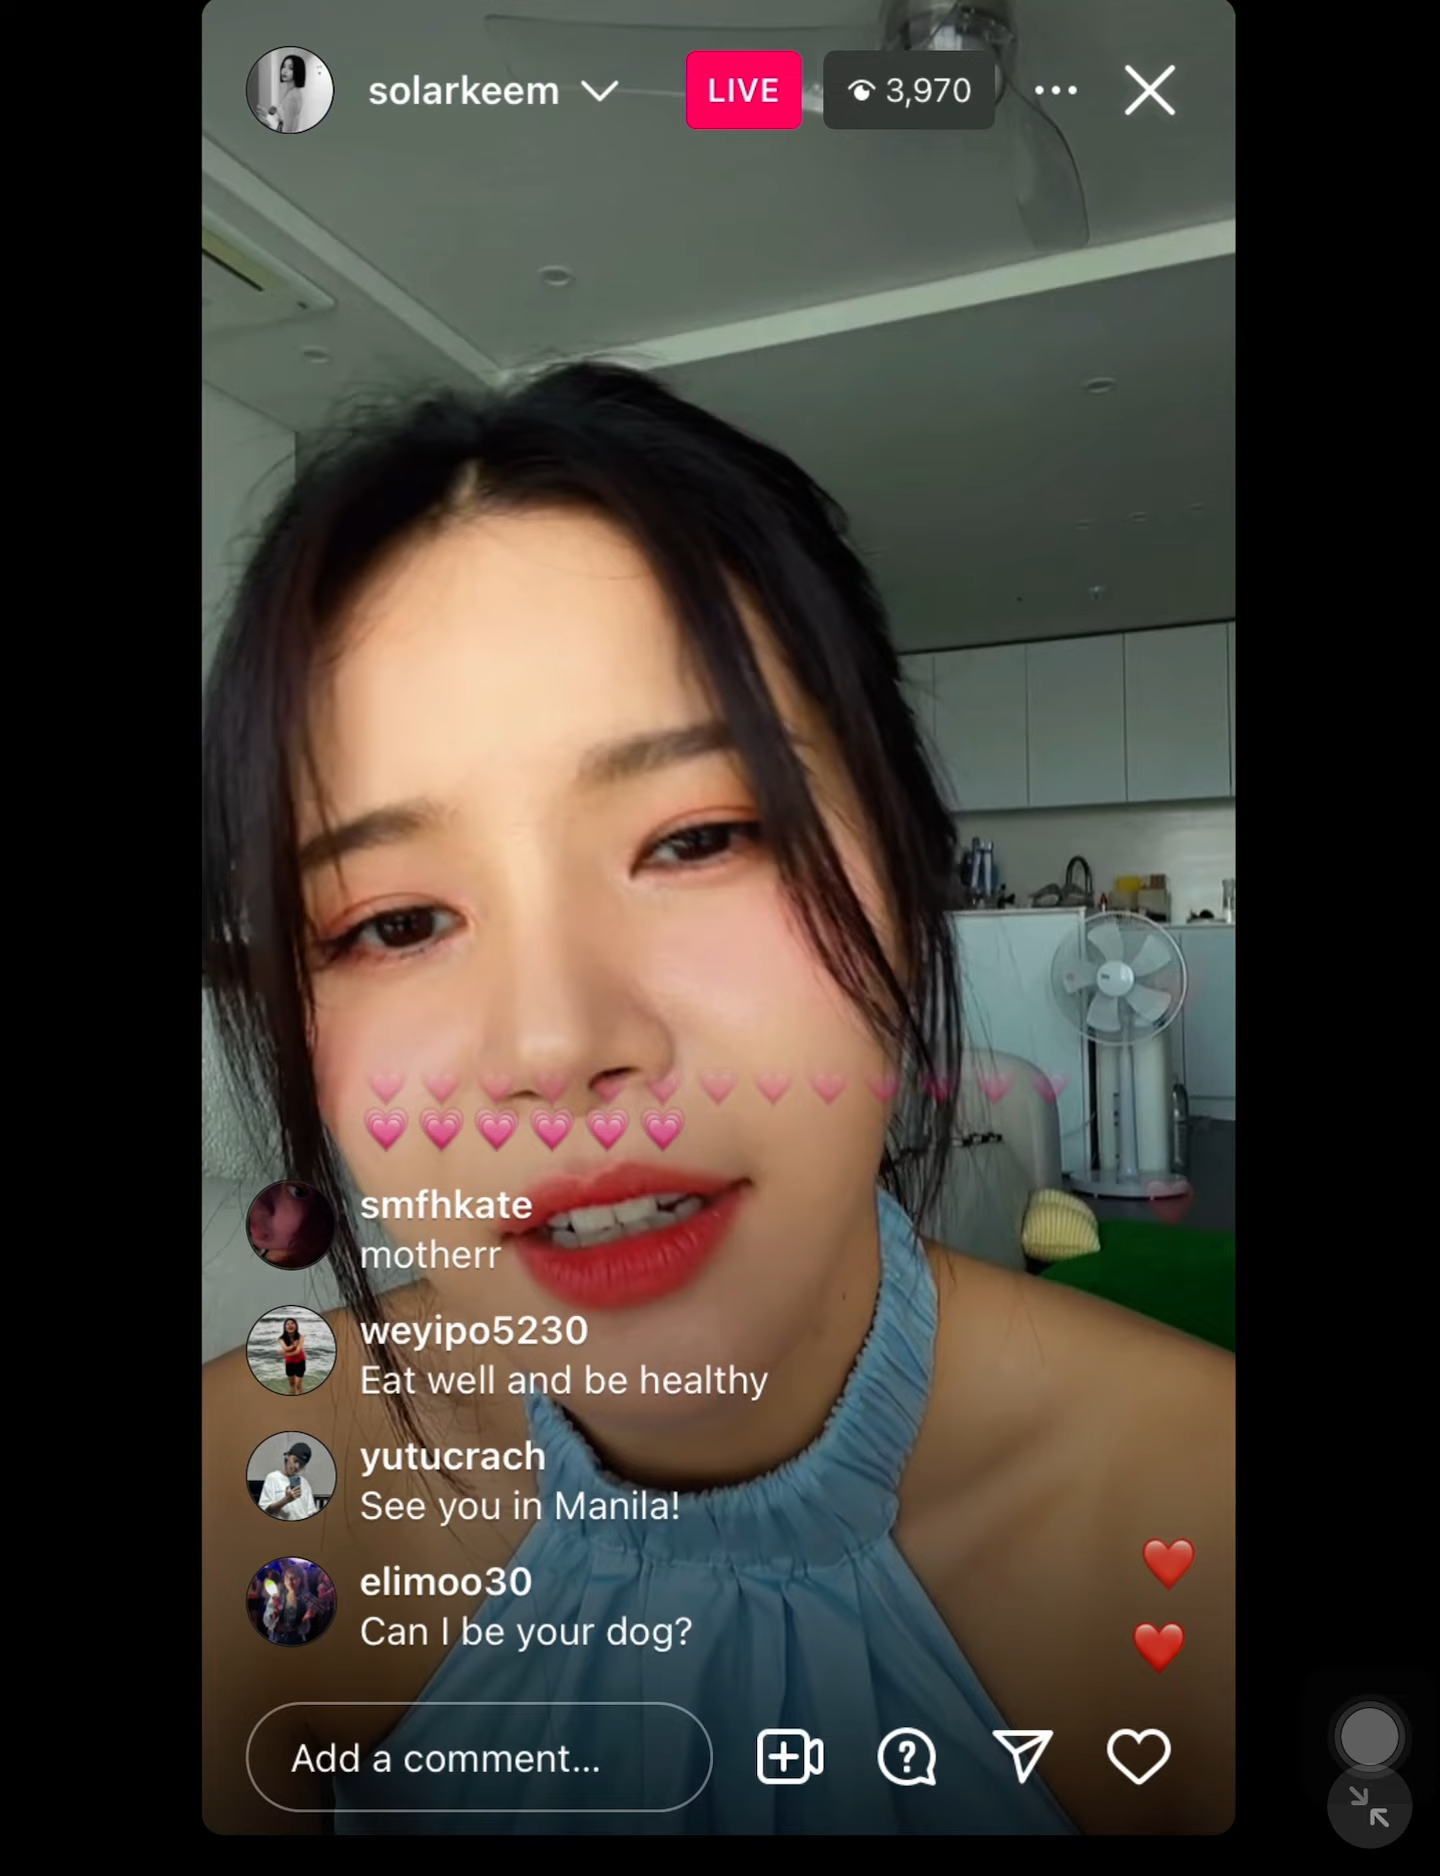 solarkeem
LIVE
3,970
smfhkate
motherr
weyipo5230
Eat well and be healthy
yutucrach
See you in Manila!
elimoo30
Can I be your dog?
Add a comment...